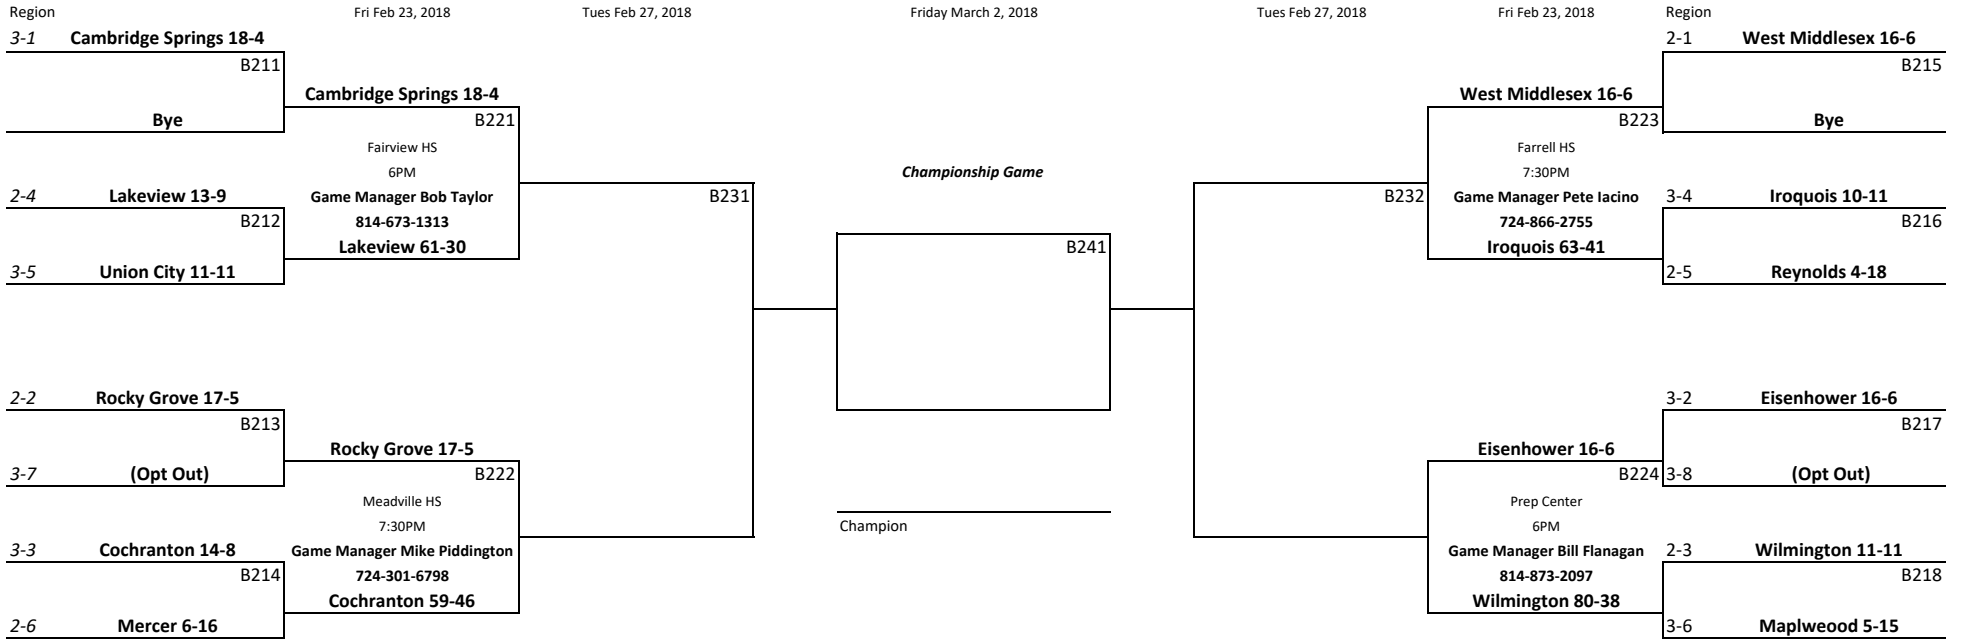 Region Fri Feb 23, 2018 Tues Feb 27, 2018 Friday March 2, 2018 Tues Feb 27, 2018 Fri Feb 23, 2018 Region
3-1 Cambridge Springs 18-4
B211
Cambridge Springs 18-4
Bye
B221
Fairview HS
6PM
2-4 Lakeview 13-9
Game Manager Bob Taylor
B212
814-673-1313
Lakeview 61-30
3-5 Union City 11-11
B231
2-2 Rocky Grove 17-5
B213
Rocky Grove 17-5
3-7 (Opt Out)
B222
Meadville HS
7:30PM
3-3 Cochranton 14-8
Game Manager Mike Piddington
B214
724-301-6798
Cochranton 59-46
2-6 Mercer 6-16
Championship Game
B241
Champion
2-1 West Middlesex 16-6
B215
West Middlesex 16-6
B223
Bye
Farrell HS
7:30PM
B232
Game Manager Pete Iacino
3-4 Iroquois 10-11
724-866-2755
B216
Iroquois 63-41
2-5 Reynolds 4-18
3-2 Eisenhower 16-6
B217
Eisenhower 16-6
B224
3-8 (Opt Out)
Prep Center
6PM
Game Manager Bill Flanagan
2-3 Wilmington 11-11
814-873-2097
B218
Wilmington 80-38
3-6 Maplweood 5-15